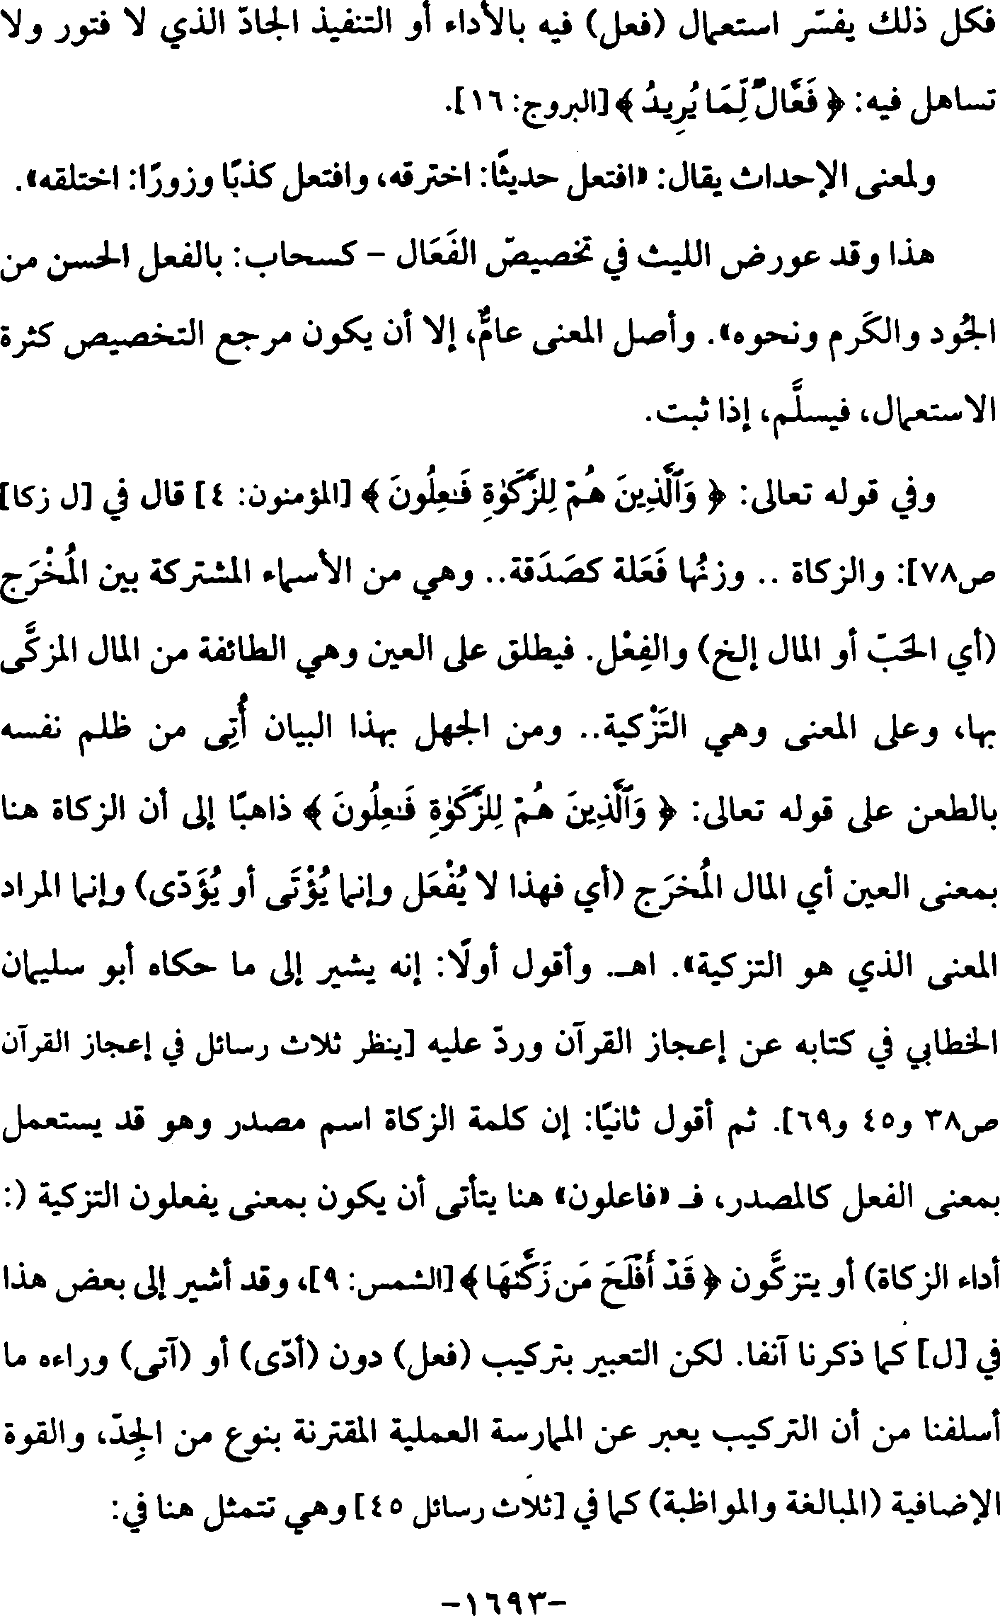 فكل ذلك يفسّر استعمال (فعل) فيه بالأداء أو التنفيذ الجادّ الذي لا فتور ولا
تساهل فيه: ﴿ فَعَّالٌ لِّمَا يُرِيدُ ﴾ [البروج: ١٦].
ولمعنى الإحداث يقال: «افتعل حديثًا: اخترقه، وافتعل كذبًا وزورًا: اختلقه».
هذا وقد عورض الليث في تخصيصّ الفَعَال – كسحاب: بالفعل الحسن من
الجُود والكَرم ونحوه». وأصل المعنى عامٌّ، إلا أن يكون مرجع التخصيص كثرة
الاستعمال، فيسلَّم، إذا ثبت.
وفي قوله تعالى: ﴿ وَٱلَّذِينَ هُمْ لِلزَّكَوٰةِ فَـٰعِلُونَ ﴾ [المؤمنون: ٤] قال في [ل زكا
ص٧٨]: والزكاة .. وزنُها فَعَلة كصَدَقة.. وهي من الأسماء المشتركة بين المُخْرَج
(أي الحَبّ أو المال إلخ) والفِعْل. فيطلق على العين وهي الطائفة من المال المزكَّى
بها، وعلى المعنى وهي التَزْكية.. ومن الجهل بهذا البيان أُتِى من ظلم نفسه
بالطعن على قوله تعالى: ﴿ وَٱلَّذِينَ هُمْ لِلزَّكَوٰةِ فَـٰعِلُونَ ﴾ ذاهبًا إلى أن الزكاة هنا
بمعنى العين أي المال المُخرَج (أي فهذا لا يُفْعَل وإنما يُؤْتَى أو يُؤَدّى) وإنما المراد
المعنى الذي هو التزكية». اهـ. وأقول أولًا: إنه يشير إلى ما حكاه أبو سليمان
الخطابي في كتابه عن إعجاز القرآن وردّ عليه [ينظر ثلاث رسائل في إعجاز القرآن
ص٣٨ و٤٥ و٦٩]. ثم أقول ثانيًا: إن كلمة الزكاة اسم مصدر وهو قد يستعمل
بمعنى الفعل كالمصدر، فـ «فاعلون» هنا يتأتى أن يكون بمعنى يفعلون التزكية (:
أداء الزكاة) أو يتزكَّون ﴿ قَدْ أَفْلَحَ مَن زَكَّىٰهَا ﴾ [الشمس: ٩]، وقد أشير إلى بعض هذا
في [ل] كما ذكرنا آنفا. لكن التعبير بتركيب (فعل) دون (أدّى) أو (آتى) وراءه ما
أسلفنا من أن التركيب يعبر عن الممارسة العملية المقترنة بنوع من الجِدّ، والقوة
الإضافية (المبالغة والمواظبة) كما في [ثلاث رسائل ٤٥] وهي تتمثل هنا في:
-١٦٩٣-